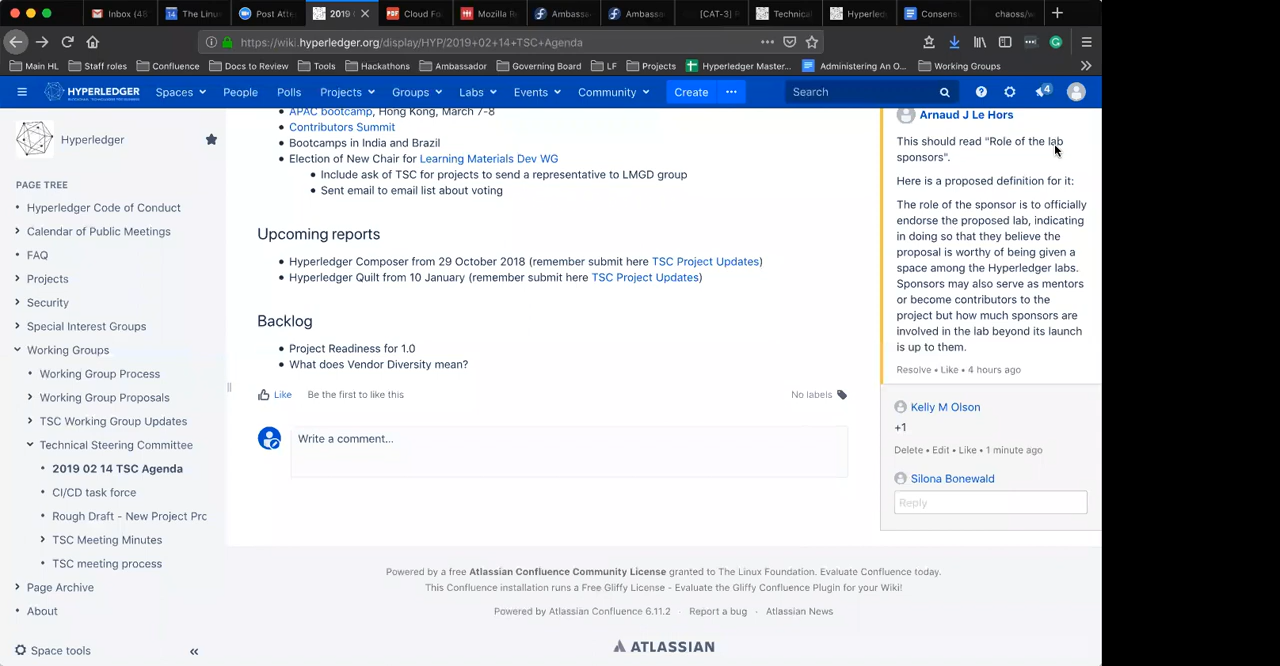 Inbox (48
The Linu
Post Atte
2019
Cloud Fo
Mozilla R
Ambassa
Ambassa
[CAT-3] R
Technical
Hyperled
Consens
chaoss/w
https://wiki.hyperledger.org/display/HYP/2019+02+14+TSC+Agenda
Main HL
Staff roles
Confluence
Docs to Review
Tools
Hackathons
Ambassador
Governing Board
LF
Projects
Hyperledger Master...
Administering An O...
Working Groups
HYPERLEDGER
Spaces
People
Polls
Projects
Groups
Labs
Events
Community
Create
Search
Hyperledger
PAGE TREE
Hyperledger Code of Conduct
Calendar of Public Meetings
FAQ
Projects
Security
Special Interest Groups
Working Groups
Working Group Process
Working Group Proposals
TSC Working Group Updates
Technical Steering Committee
2019 02 14 TSC Agenda
CI/CD task force
Rough Draft - New Project Prc
TSC Meeting Minutes
TSC meeting process
Page Archive
About
Space tools
APAC bootcamp, Hong Kong, March 7-8
Contributors Summit
Bootcamps in India and Brazil
Election of New Chair for Learning Materials Dev WG
Include ask of TSC for projects to send a representative to LMGD group
Sent email to email list about voting
Upcoming reports
Hyperledger Composer from 29 October 2018 (remember submit here TSC Project Updates)
Hyperledger Quilt from 10 January (remember submit here TSC Project Updates)
Backlog
Project Readiness for 1.0
What does Vendor Diversity mean?
Like
Be the first to like this
No labels
Write a comment...
Arnaud J Le Hors
This should read "Role of the lab
sponsors".
Here is a proposed definition for it:
The role of the sponsor is to officially
endorse the proposed lab, indicating
in doing so that they believe the
proposal is worthy of being given a
space among the Hyperledger labs.
Sponsors may also serve as mentors
or become contributors to the
project but how much sponsors are
involved in the lab beyond its launch
is up to them.
Resolve • Like • 4 hours ago
Kelly M Olson
+1
Delete • Edit • Like • 1 minute ago
Silona Bonewald
Reply
Powered by a free Atlassian Confluence Community License granted to The Linux Foundation. Evaluate Confluence today.
This Confluence installation runs a Free Gliffy License - Evaluate the Gliffy Confluence Plugin for your Wiki!
Powered by Atlassian Confluence 6.11.2 · Report a bug · Atlassian News
ATLASSIAN